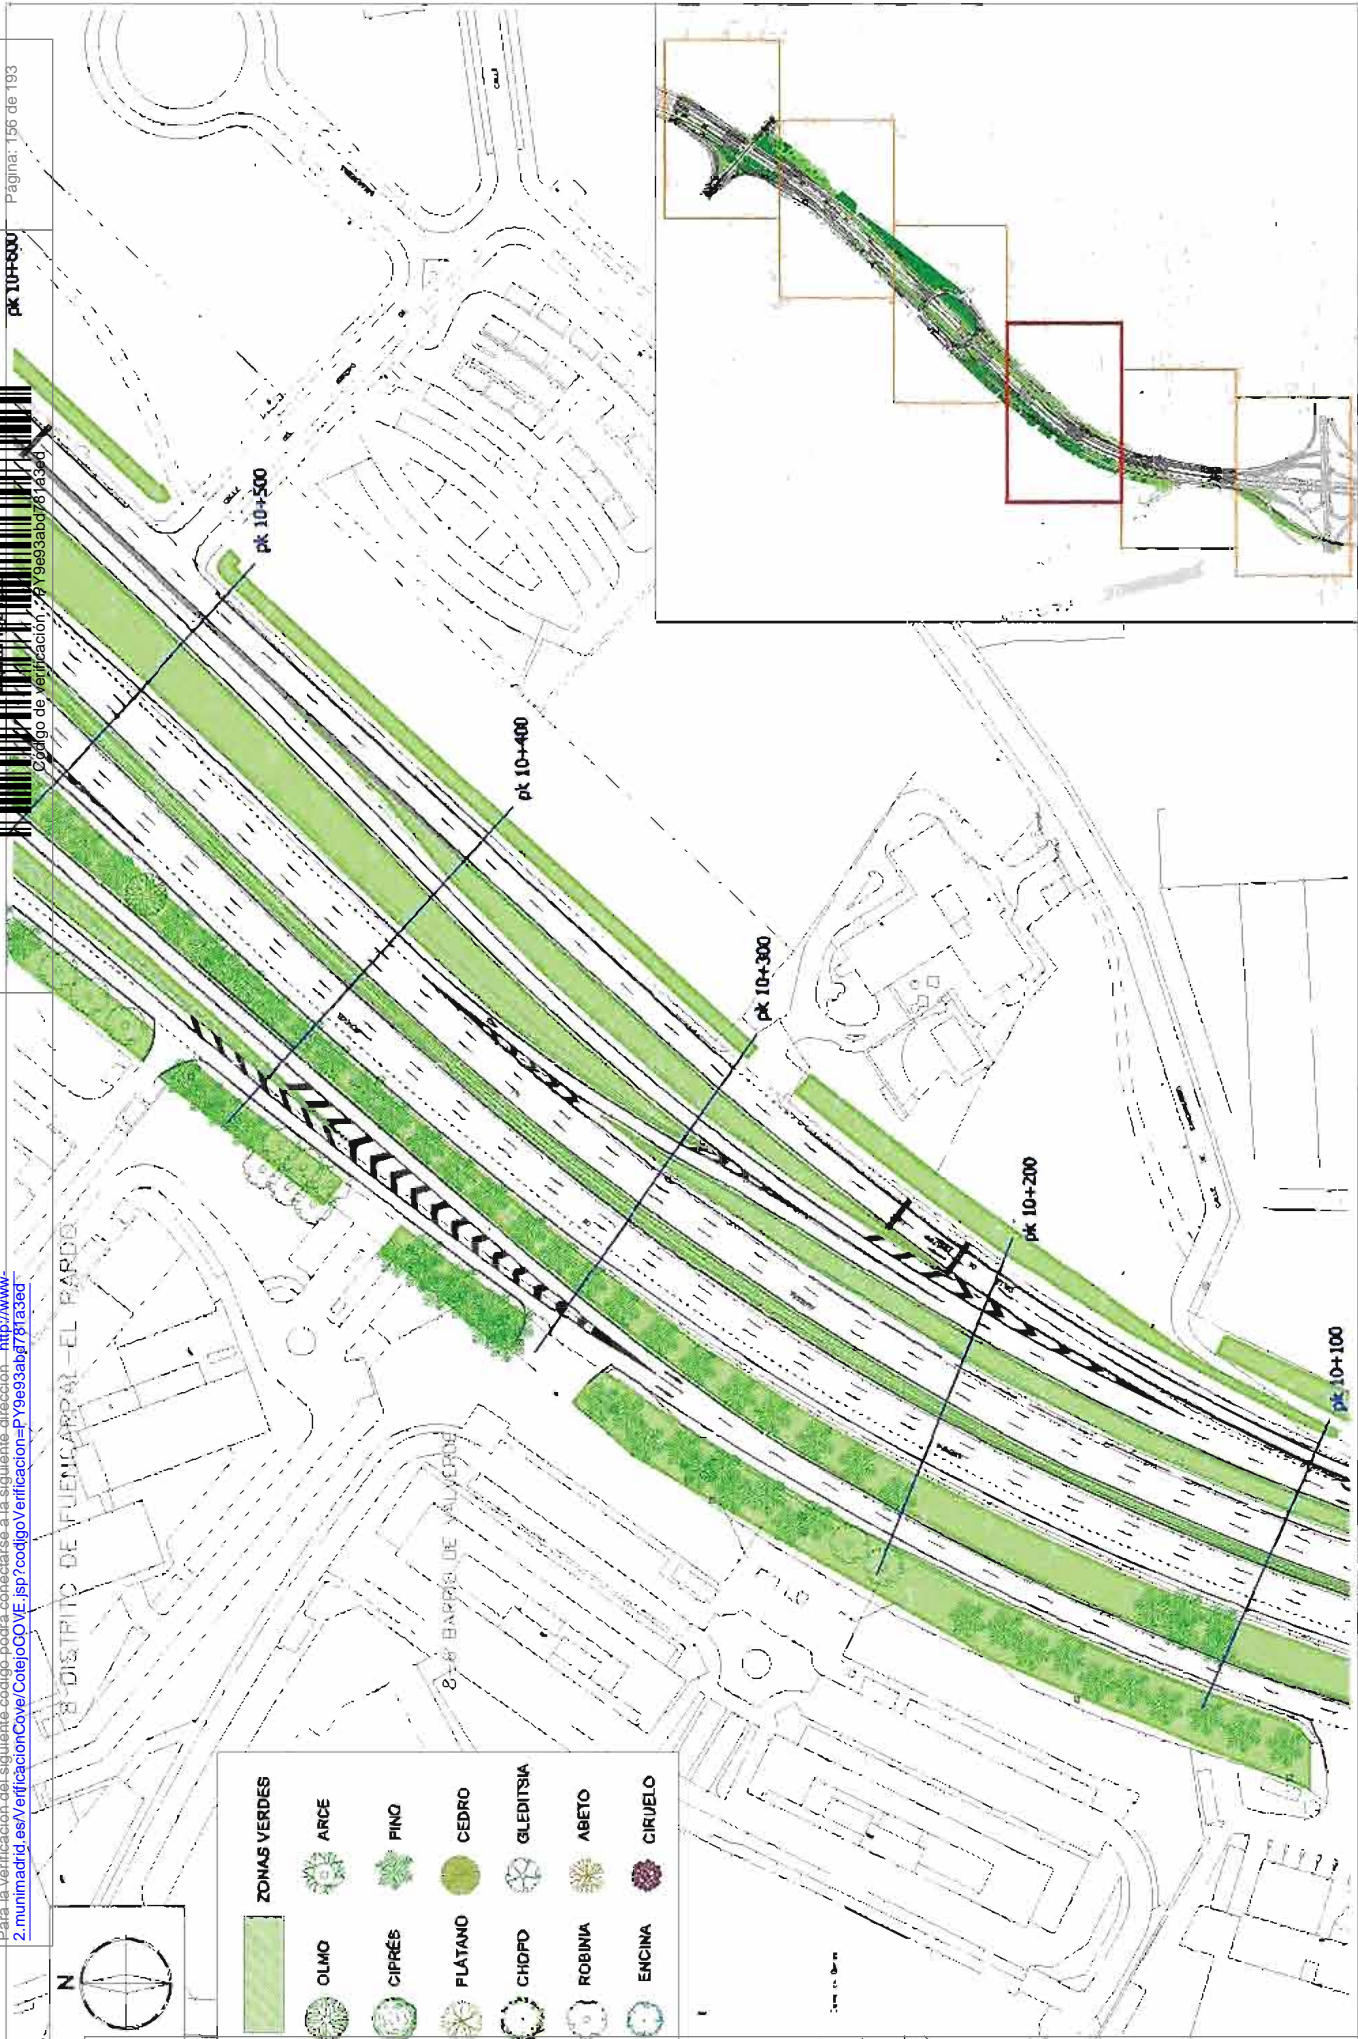 Para la verificación del siguiente código podrá conectarse a la siguiente dirección http://www-
2.munimadrid.es/VerificacionCove/CotejoCOVE.jsp?codigoVerificacion=PY9e93abd781a3ed
Código de verificación : PY9e93abd781a3ed
Página: 156 de 193
N
ZONAS VERDES
OLMO
ARCE
CIPRÉS
PINO
PLÁTANO
CEDRO
CHOPO
GLEDITSIA
ROBINIA
ABETO
ENCINA
CIRUELO
8 DISTRITO DE FUENCARRAL-EL PARDO
BARRIO DE VALVERDE
pk 10+600
pk 10+500
pk 10+400
pk 10+300
pk 10+200
pk 10+100
CALLE
CALLE